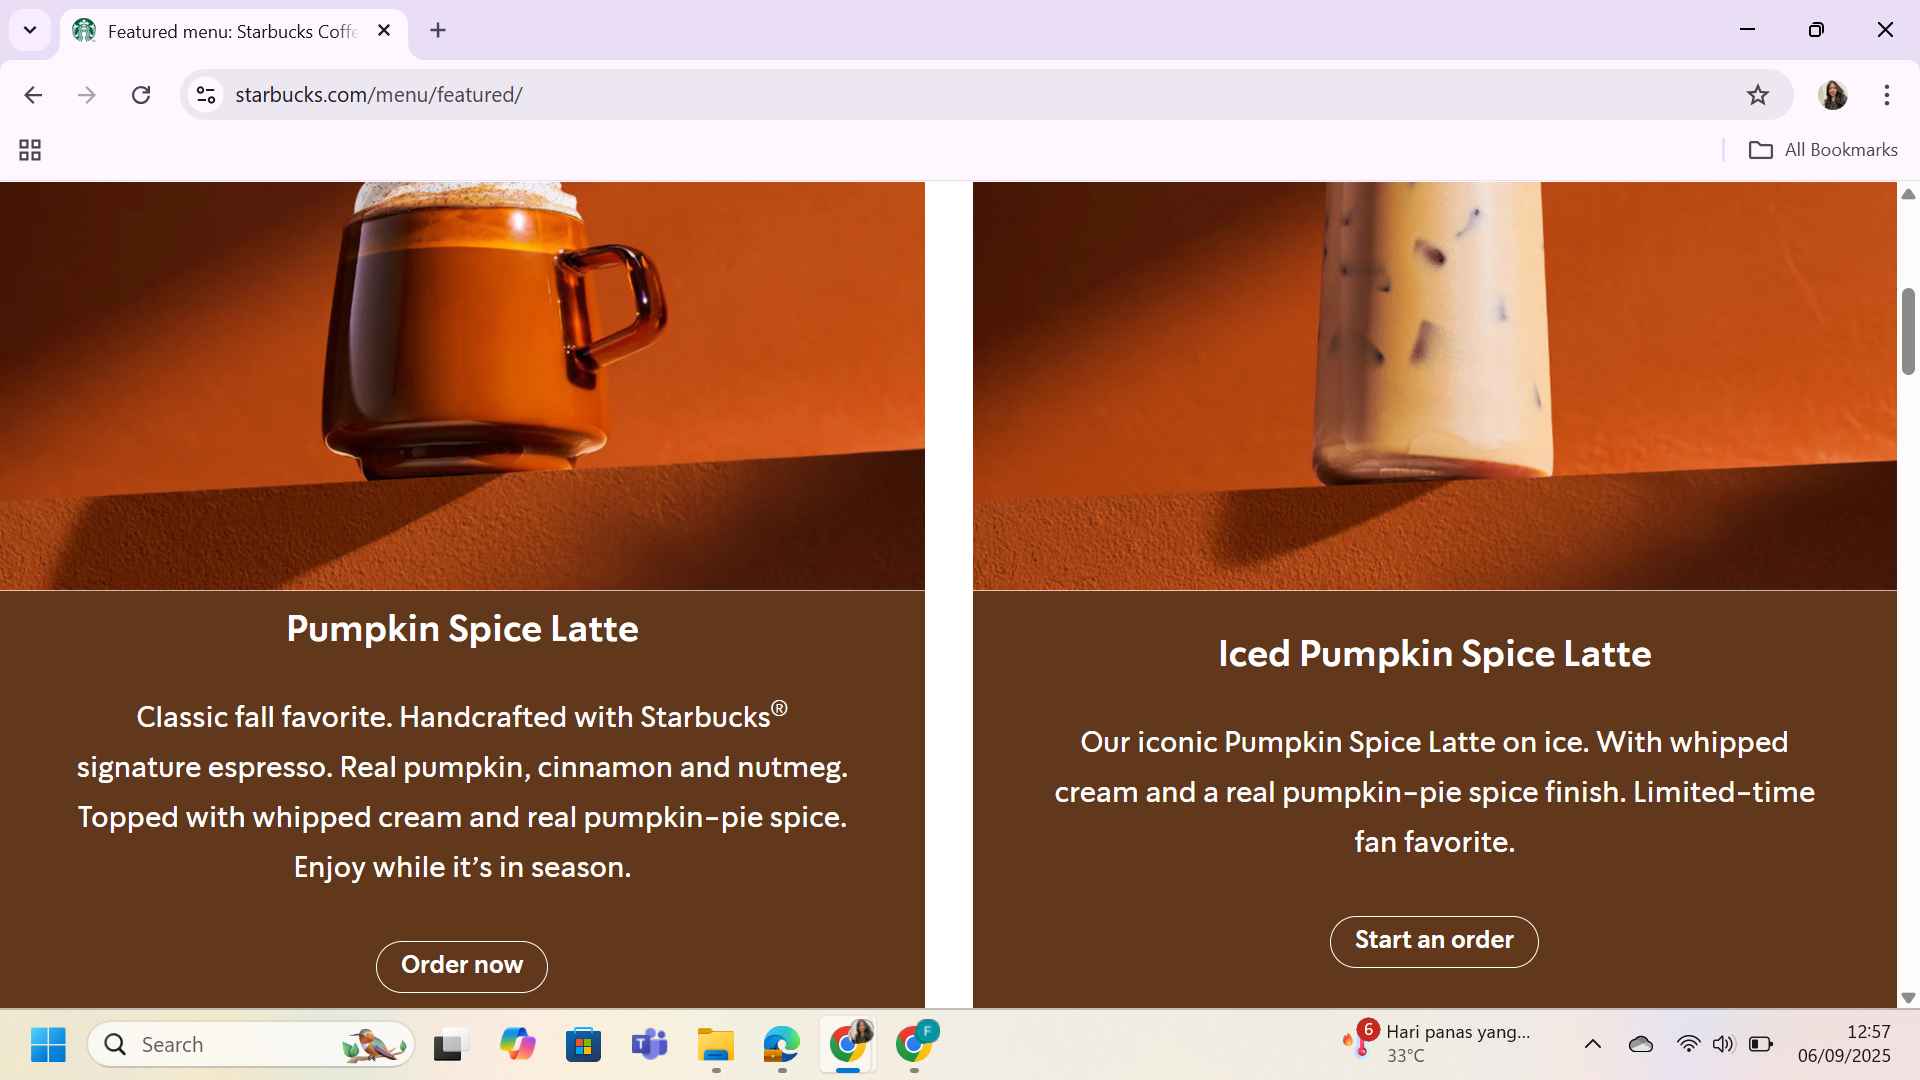 Featured menu: Starbucks Coffe
starbucks.com/menu/featured/
All Bookmarks
Pumpkin Spice Latte
Classic fall favorite. Handcrafted with Starbucks®
signature espresso. Real pumpkin, cinnamon and nutmeg.
Topped with whipped cream and real pumpkin-pie spice.
Enjoy while it's in season.
Order now
Iced Pumpkin Spice Latte
Our iconic Pumpkin Spice Latte on ice. With whipped
cream and a real pumpkin-pie spice finish. Limited-time
fan favorite.
Start an order
Search
T
F
6
Hari panas yang...
33°C
12:57
06/09/2025